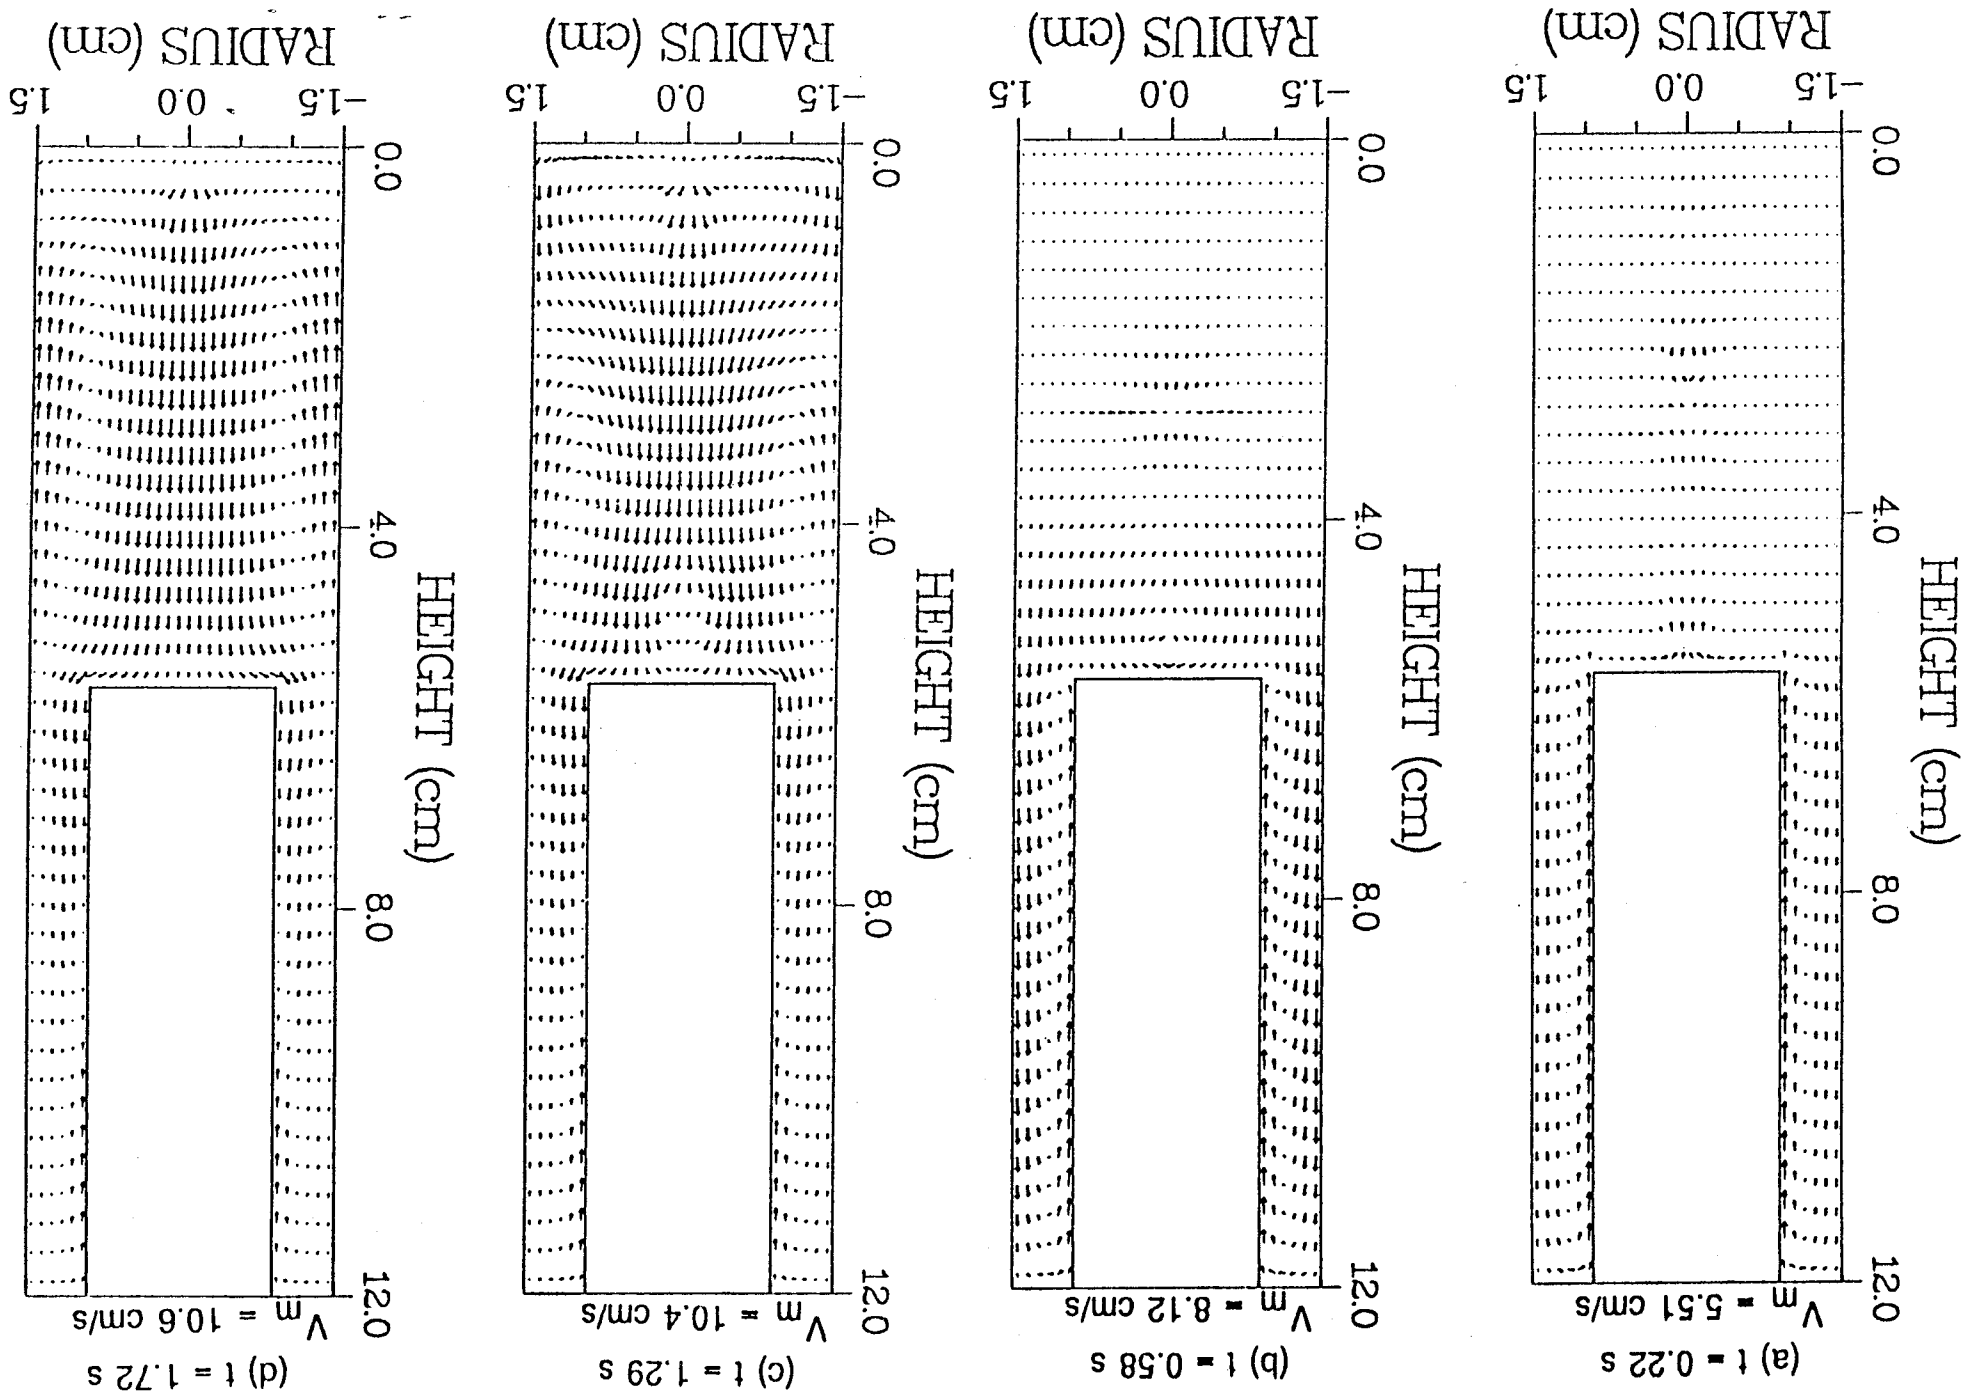 (a) t = 0.22 s
Vm = 5.51 cm/s
12.0
8.0
4.0
0.0
HEIGHT (cm)
-1.5 0.0 1.5
RADIUS (cm)
(b) t = 0.58 s
Vm = 8.12 cm/s
12.0
8.0
4.0
0.0
HEIGHT (cm)
-1.5 0.0 1.5
RADIUS (cm)
(c) t = 1.29 s
Vm = 10.4 cm/s
12.0
8.0
4.0
0.0
HEIGHT (cm)
-1.5 0.0 1.5
RADIUS (cm)
(d) t = 1.72 s
Vm = 10.6 cm/s
12.0
8.0
4.0
0.0
HEIGHT (cm)
-1.5 0.0 1.5
RADIUS (cm)